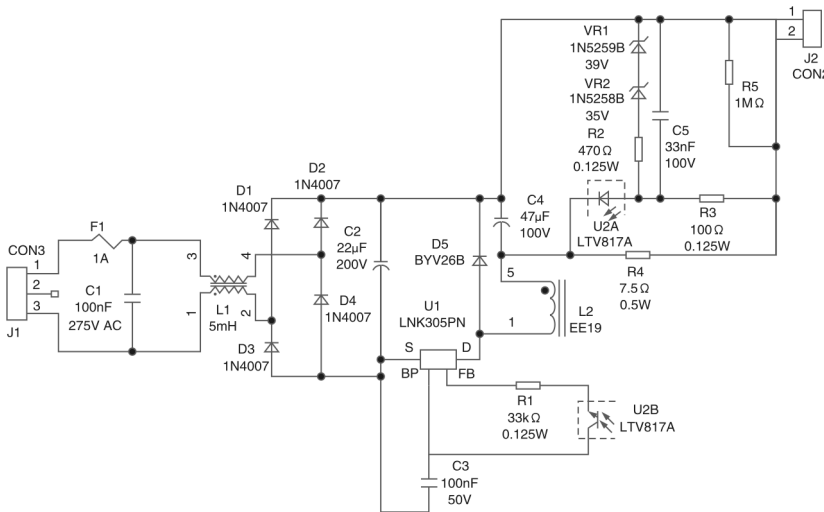 VR1
1N5259B
39V
VR2
1N5258B
35V
R2
470Ω
0.125W
C5
33nF
100V
R5
1MΩ
1
2
J2
CON2
D2
1N4007
D1
1N4007
C4
47µF
100V
U2A
LTV817A
R3
100Ω
0.125W
F1
1A
CON3
1
2
3
J1
C1
100nF
275V AC
3
4
1
2
L1
5mH
C2
22µF
200V
D5
BYV26B
D4
1N4007
D3
1N4007
5
1
L2
EE19
R4
7.5Ω
0.5W
U1
LNK305PN
S
D
BP
FB
R1
33kΩ
0.125W
U2B
LTV817A
C3
100nF
50V